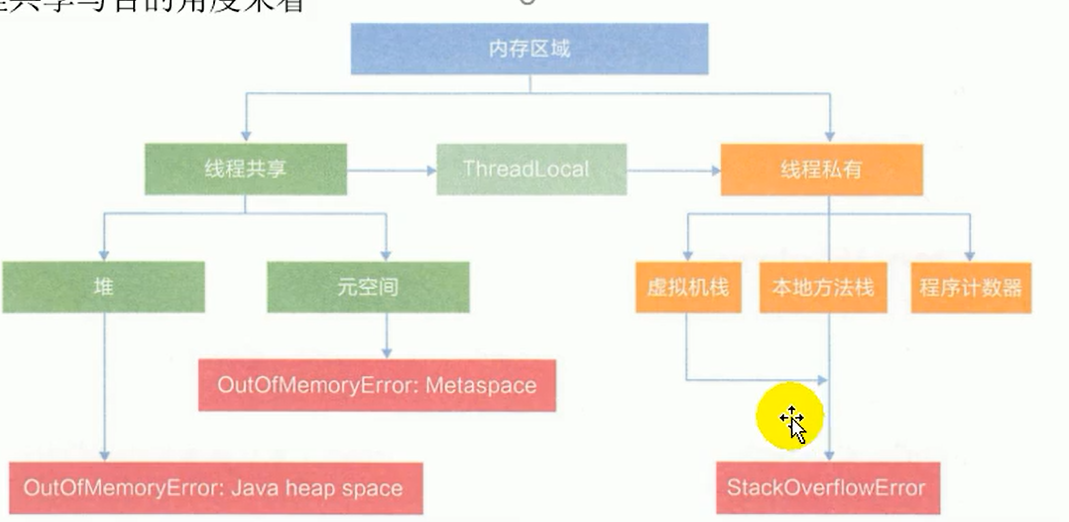 程共享与否的角度来看
内存区域
线程共享
ThreadLocal
线程私有
堆
元空间
虚拟机栈
本地方法栈
程序计数器
OutOfMemoryError: Metaspace
OutOfMemoryError: Java heap space
StackOverflowError